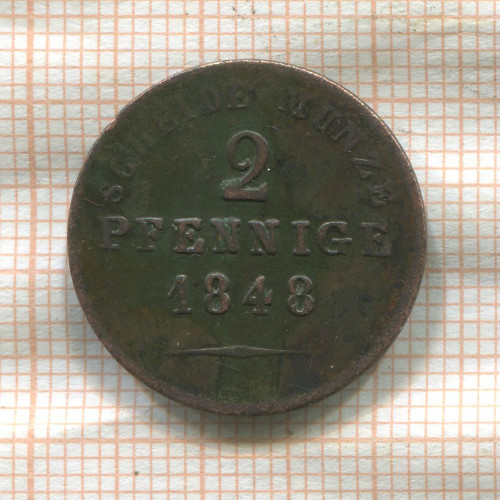 SCHEIDE MÜNZE
2
PFENNIGE
1848